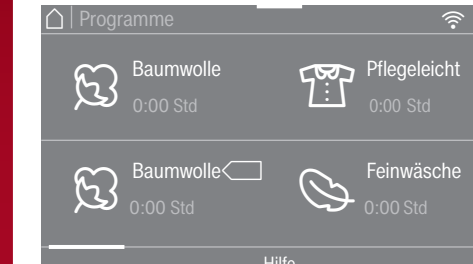 Programme
Baumwolle
Pflegeleicht
0:00 Std
0:00 Std
Baumwolle
Feinwäsche
0:00 Std
0:00 Std
Hilfe